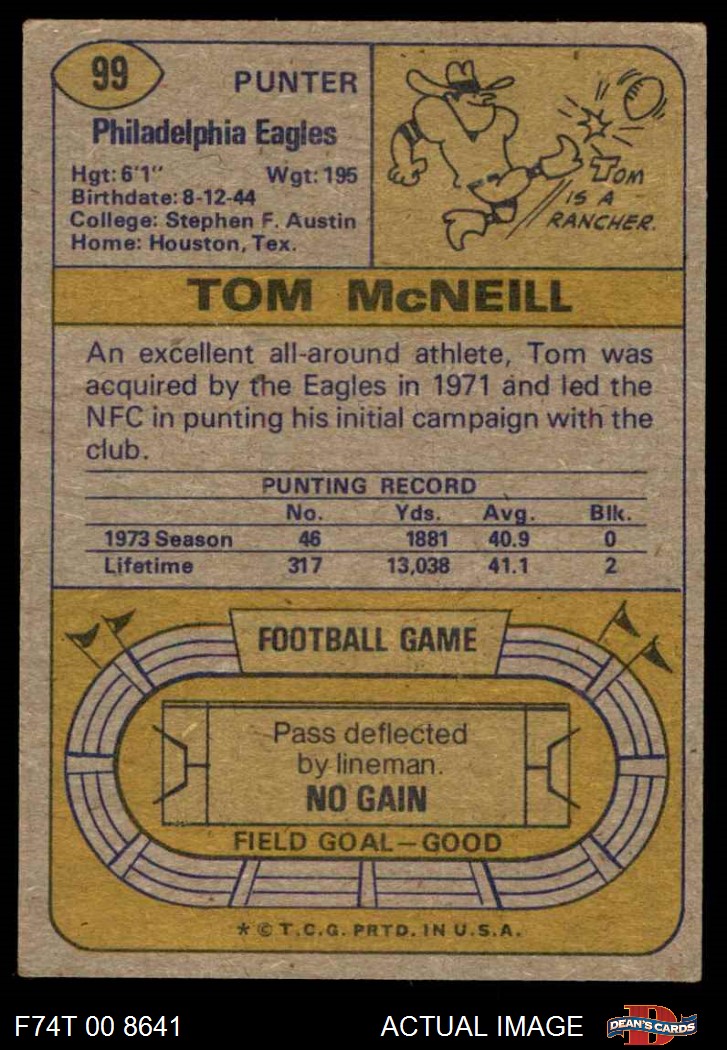 99
PUNTER
Philadelphia Eagles
Hgt: 6'1" Wgt: 195
Birthdate: 8-12-44
College: Stephen F. Austin
Home: Houston, Tex.
TOM
IS A
RANCHER.
TOM McNEILL
An excellent all-around athlete, Tom was
acquired by the Eagles in 1971 and led the
NFC in punting his initial campaign with the
club.
PUNTING RECORD
No. Yds. Avg. Blk.
1973 Season 46 1881 40.9 0
Lifetime 317 13,038 41.1 2
FOOTBALL GAME
Pass deflected
by lineman.
NO GAIN
FIELD GOAL—GOOD
* © T.C.G. PRTD. IN U.S.A.
F74T 00 8641 ACTUAL IMAGE
D
DEAN'S CARDS